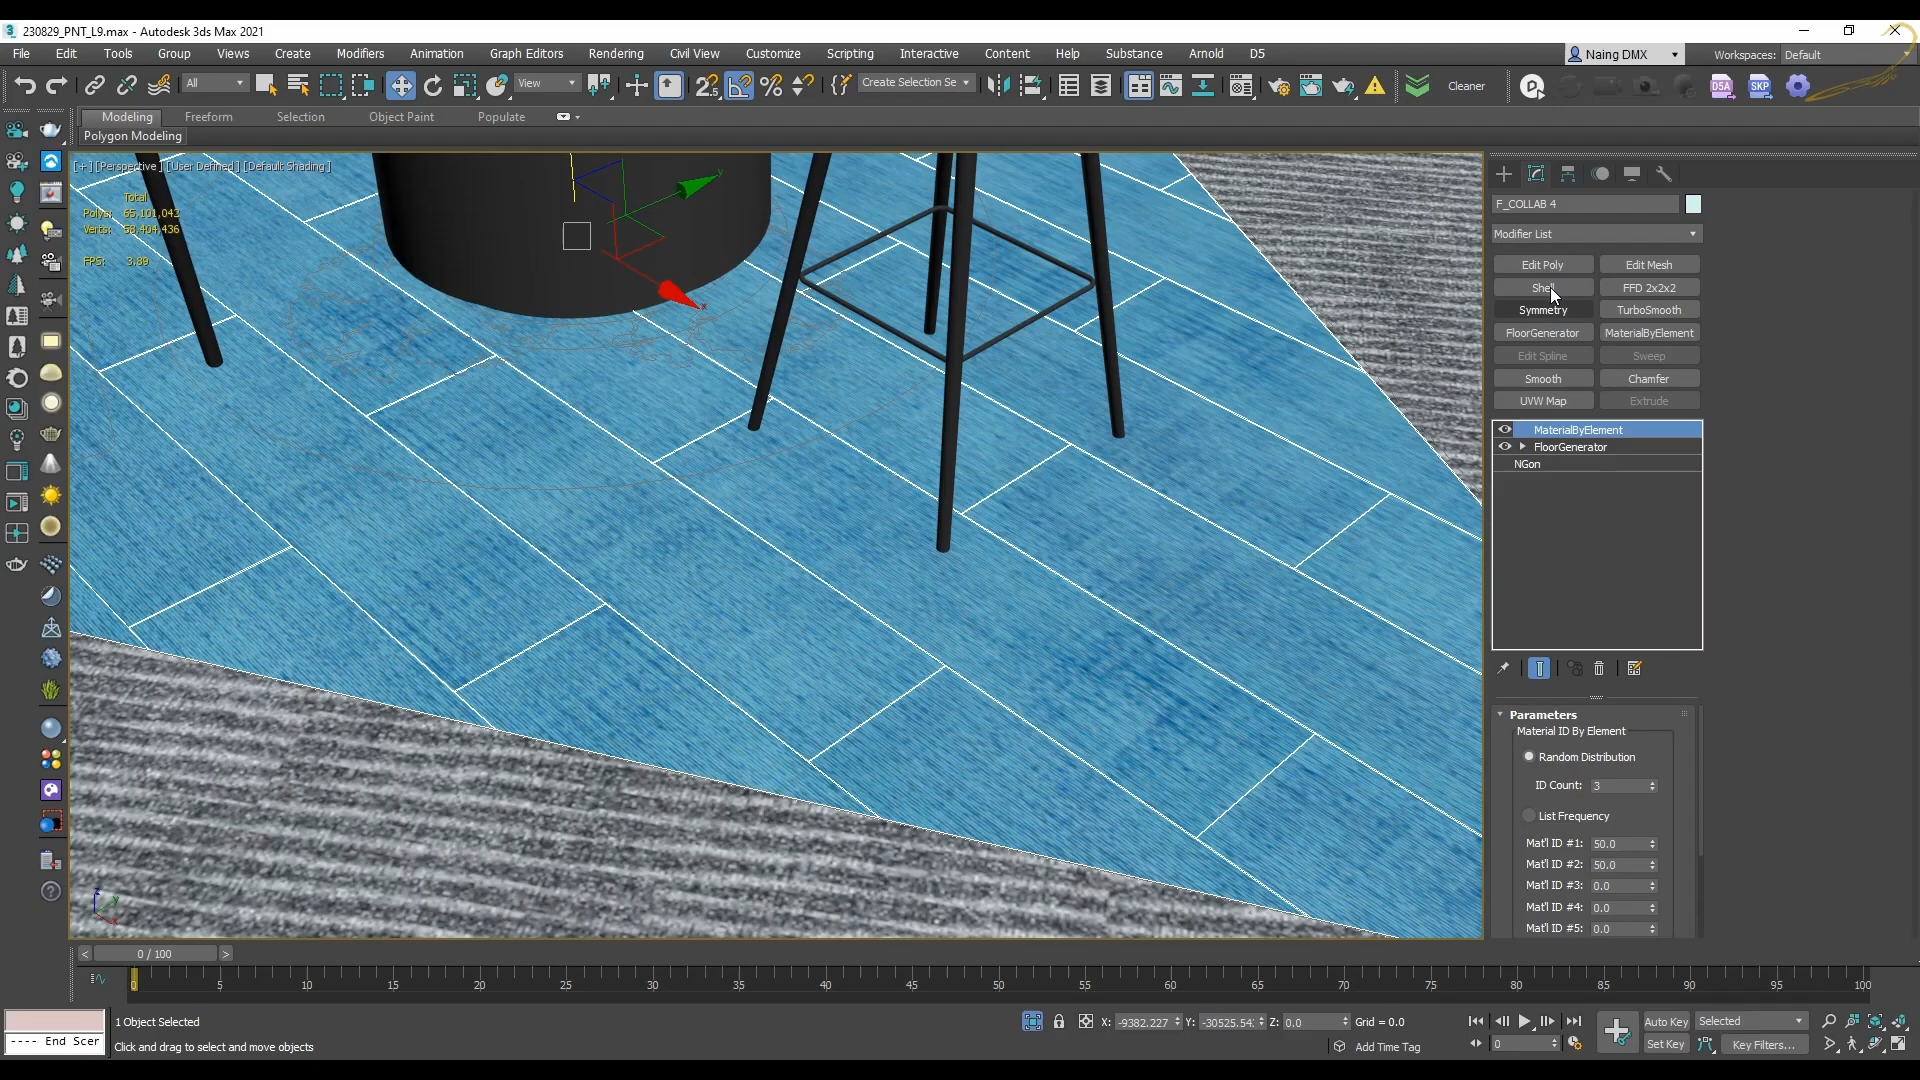 230829_PNT_L9.max - Autodesk 3ds Max 2021
File Edit Tools Group Views Create Modifiers Animation Graph Editors Rendering Civil View Customize Scripting Interactive Content Help Substance Arnold D5
Naing DMX
Workspaces: Default
All
View
Create Selection Se
Cleaner
D5A
SKP
Modeling Freeform Selection Object Paint Populate
Polygon Modeling
[+] [Perspective] [User Defined] [Default Shading]
Total
Polys: 65,101,043
Verts: 58,404,436
FPS: 3.89
F_COLLAB 4
Modifier List
Edit Poly Edit Mesh
Shell FFD 2x2x2
Symmetry TurboSmooth
FloorGenerator MaterialByElement
Edit Spline Sweep
Smooth Chamfer
UVW Map Extrude
MaterialByElement
FloorGenerator
NGon
Parameters
Material ID By Element
Random Distribution
ID Count: 3
List Frequency
Mat'l ID #1: 50.0
Mat'l ID #2: 50.0
Mat'l ID #3: 0.0
Mat'l ID #4: 0.0
Mat'l ID #5: 0.0
< 0 / 100 >
0 5 10 15 20 25 30 35 40 45 50 55 60 65 70 75 80 85 90 95 100
1 Object Selected
X: -9382.227 Y: -30525.54 Z: 0.0 Grid = 0.0
Auto Key Selected
---- End Scer
Click and drag to select and move objects
Add Time Tag
0
Set Key Key Filters...